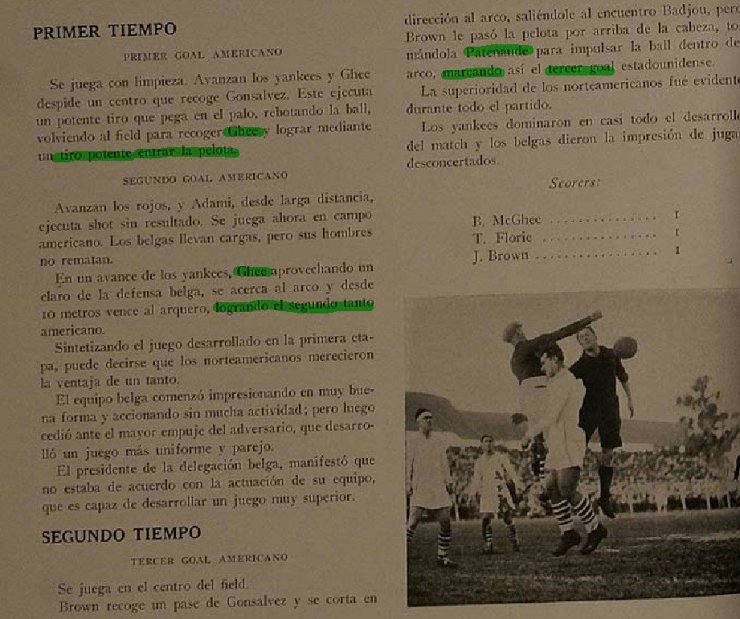 PRIMER TIEMPO
PRIMER GOAL AMERICANO
Se juega con limpieza. Avanzan los yankees y Ghee
despide un centro que recoge Gonsalvez. Este ejecuta
un potente tiro que pega en el palo, rebotando la ball,
volviendo al field para recoger Ghee y lograr mediante
un tiro potente entrar la pelota.
SEGUNDO GOAL AMERICANO
Avanzan los rojos, y Adami, desde larga distancia,
ejecuta shot sin resultado. Se juega ahora en campo
americano. Los belgas llevan cargas, pero sus hombres
no rematan.
En un avance de los yankees, Ghee aprovechando un
claro de la defensa belga, se acerca al arco y desde
10 metros vence al arquero, logrando el segundo tanto
americano.
Sintetizando el juego desarrollado en la primera eta-
pa, puede decirse que los norteamericanos merecieron
la ventaja de un tanto.
El equipo belga comenzó impresionando en muy bue-
na forma y accionando sin mucha actividad; pero luego
cedió ante el mayor empuje del adversario, que desarro-
lló un juego más uniforme y parejo.
El presidente de la delegación belga, manifestó que
no estaba de acuerdo con la actuación de su equipo,
que es capaz de desarrollar un juego muy superior.
SEGUNDO TIEMPO
TERCER GOAL AMERICANO
Se juega en el centro del field.
Brown recoge un pase de Gonsalvez y se corta en
dirección al arco, saliéndole al encuentro Badjou, pero
Brown le pasó la pelota por arriba de la cabeza, to-
mándola Patenaude para impulsar la ball dentro de
arco, marcando así el tercer goal estadounidense.
La superioridad de los norteamericanos fué evident
durante todo el partido.
Los yankees dominaron en casi todo el desarroll
del match y los belgas dieron la impresión de juga
desconcertados.
Scorers:
B. McGhee ................ 1
T. Florie ................ 1
J. Brown ................ 1